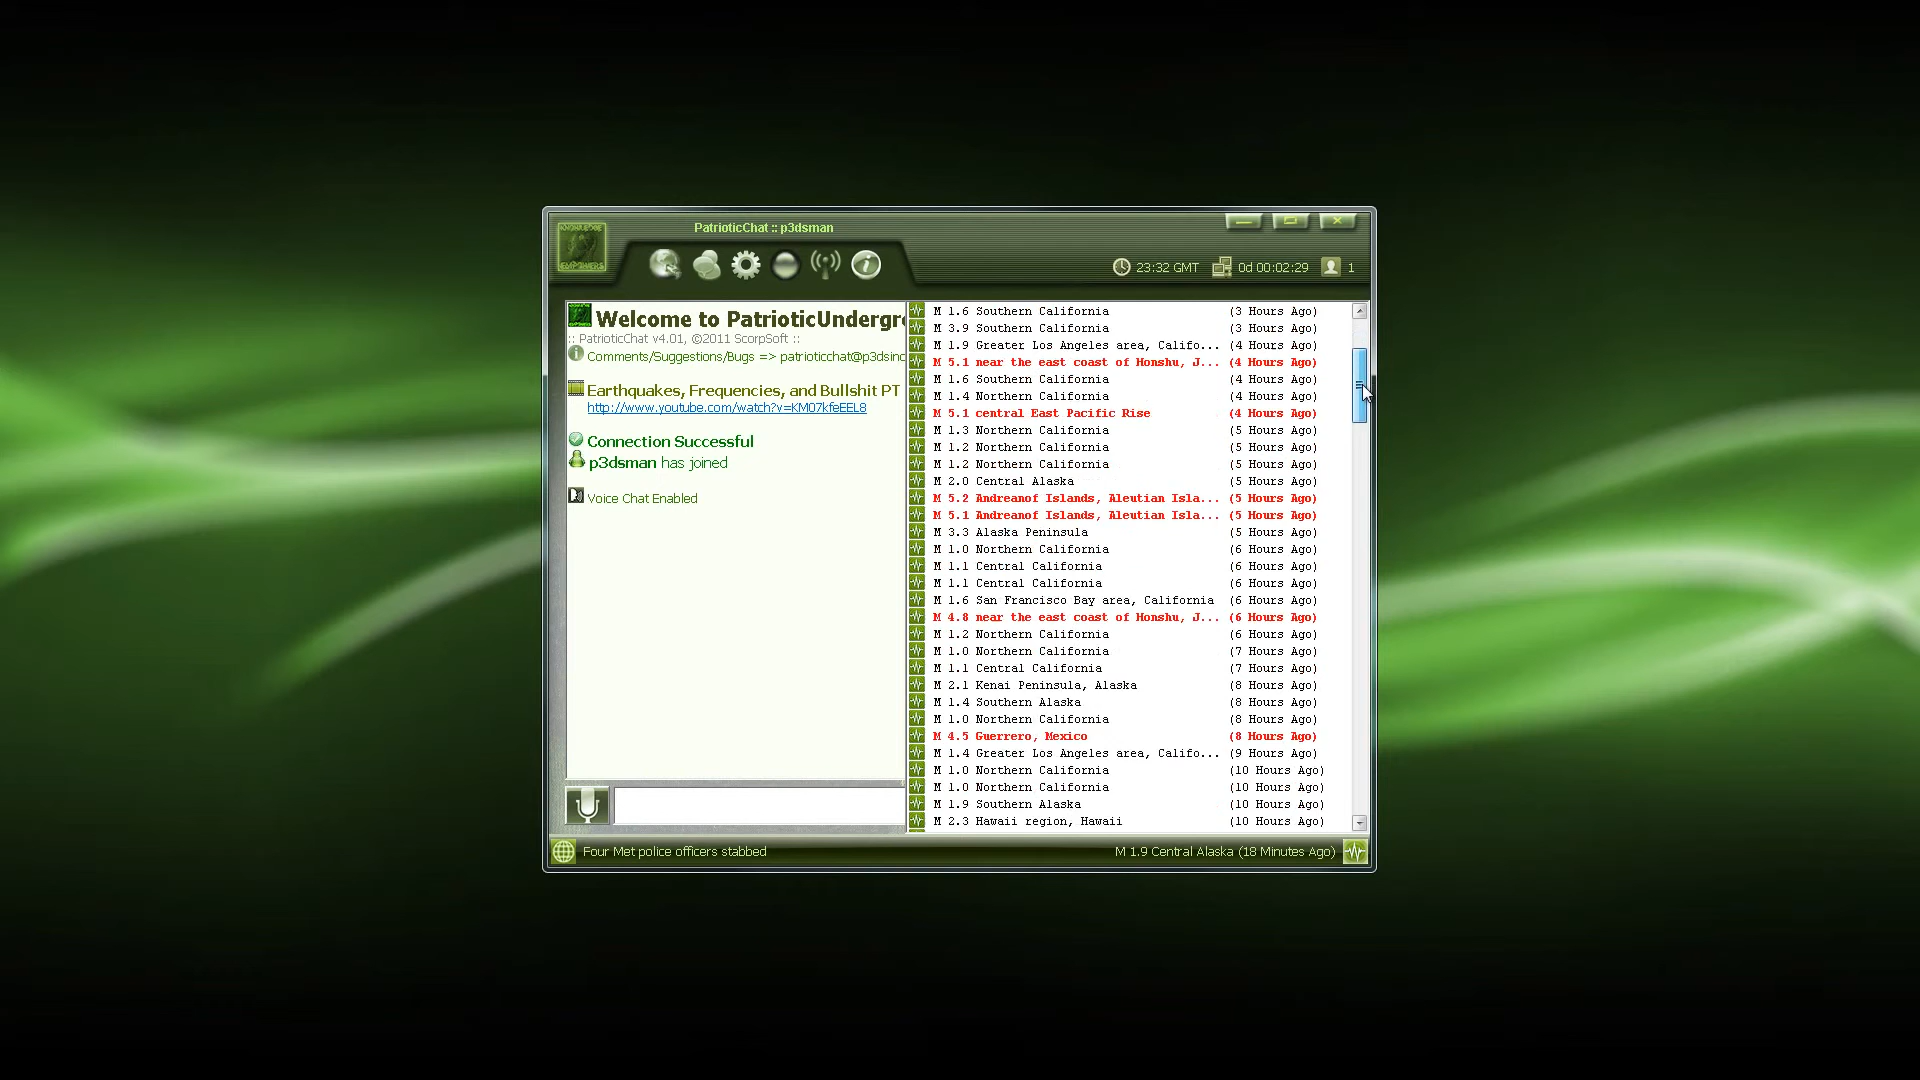 PatrioticChat :: p3dsman
KNOWLEDGE
EMPOWERS
23:32 GMT
0d 00:02:29
1
Welcome to PatrioticUndergr
:: PatrioticChat v4.01, ©2011 ScorpSoft ::
Comments/Suggestions/Bugs => patrioticchat@p3dsinc
Earthquakes, Frequencies, and Bullshit PT
http://www.youtube.com/watch?v=KM07kfeEEL8
Connection Successful
p3dsman has joined
Voice Chat Enabled
M 1.6 Southern California (3 Hours Ago)
M 3.9 Southern California (3 Hours Ago)
M 1.9 Greater Los Angeles area, Califo... (4 Hours Ago)
M 5.1 near the east coast of Honshu, J... (4 Hours Ago)
M 1.6 Southern California (4 Hours Ago)
M 1.4 Northern California (4 Hours Ago)
M 5.1 central East Pacific Rise (4 Hours Ago)
M 1.3 Northern California (5 Hours Ago)
M 1.2 Northern California (5 Hours Ago)
M 1.2 Northern California (5 Hours Ago)
M 2.0 Central Alaska (5 Hours Ago)
M 5.2 Andreanof Islands, Aleutian Isla... (5 Hours Ago)
M 5.1 Andreanof Islands, Aleutian Isla... (5 Hours Ago)
M 3.3 Alaska Peninsula (5 Hours Ago)
M 1.0 Northern California (6 Hours Ago)
M 1.1 Central California (6 Hours Ago)
M 1.1 Central California (6 Hours Ago)
M 1.6 San Francisco Bay area, California (6 Hours Ago)
M 4.8 near the east coast of Honshu, J... (6 Hours Ago)
M 1.2 Northern California (6 Hours Ago)
M 1.0 Northern California (7 Hours Ago)
M 1.1 Central California (7 Hours Ago)
M 2.1 Kenai Peninsula, Alaska (8 Hours Ago)
M 1.4 Southern Alaska (8 Hours Ago)
M 1.0 Northern California (8 Hours Ago)
M 4.5 Guerrero, Mexico (8 Hours Ago)
M 1.4 Greater Los Angeles area, Califo... (9 Hours Ago)
M 1.0 Northern California (10 Hours Ago)
M 1.0 Northern California (10 Hours Ago)
M 1.9 Southern Alaska (10 Hours Ago)
M 2.3 Hawaii region, Hawaii (10 Hours Ago)
Four Met police officers stabbed
M 1.9 Central Alaska (18 Minutes Ago)